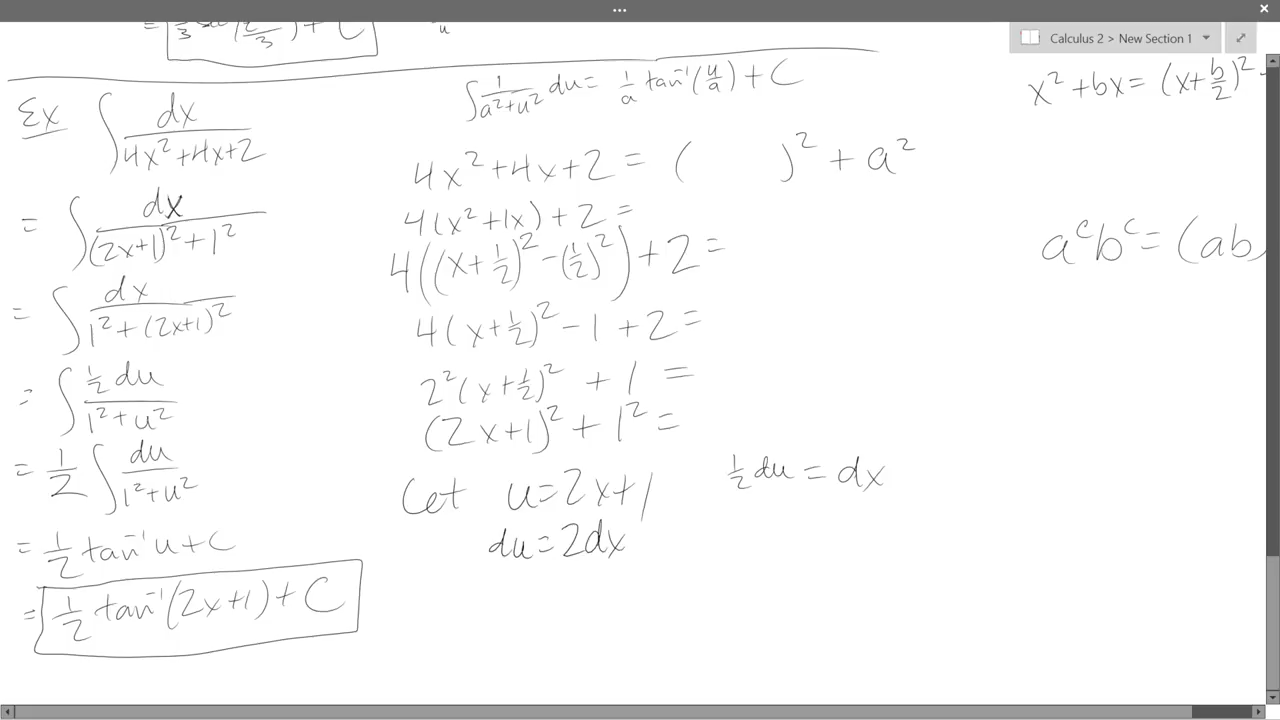 Calculus 2 > New Section 1
∫ 1/(a²+u²) du = 1/a tan⁻¹(u/a) + C
x² + bx = (x + b/2)² -
Ex ∫ dx/(4x²+4x+2)
= ∫ dx/((2x+1)²+1²)
= ∫ dx/(1²+(2x+1)²)
= ∫ ½ du/(1²+u²)
= 1/2 ∫ du/(1²+u²)
= 1/2 tan⁻¹ u + C
= 1/2 tan⁻¹(2x+1) + C
4x²+4x+2 = ( )² + a²
4(x²+1x) + 2 =
4((x+½)² - (½)²) + 2 =
4(x+½)² - 1 + 2 =
2²(x+½)² + 1 =
(2x+1)² + 1² =
Let u = 2x+1
½ du = dx
du = 2dx
aᶜbᶜ = (ab)